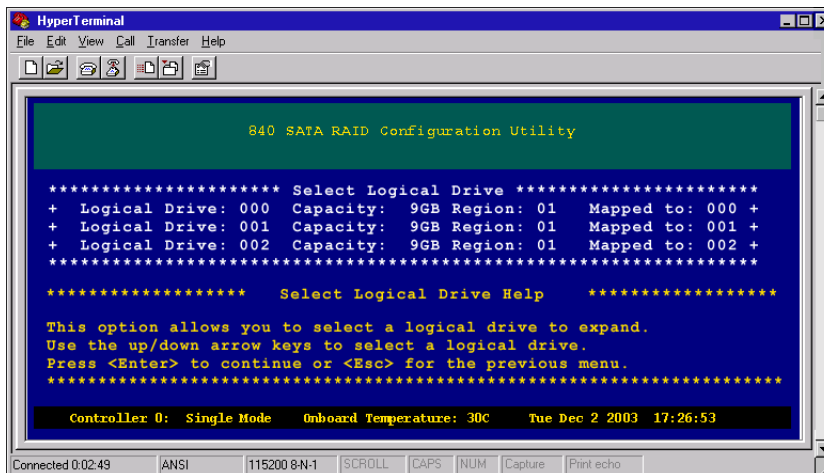 HyperTerminal
File Edit View Call Transfer Help
840 SATA RAID Configuration Utility
*********************** Select Logical Drive ***********************
+ Logical Drive: 000 Capacity: 9GB Region: 01 Mapped to: 000 +
+ Logical Drive: 001 Capacity: 9GB Region: 01 Mapped to: 001 +
+ Logical Drive: 002 Capacity: 9GB Region: 01 Mapped to: 002 +
********************************************************************
******************* Select Logical Drive Help ******************
This option allows you to select a logical drive to expand.
Use the up/down arrow keys to select a logical drive.
Press <Enter> to continue or <Esc> for the previous menu.
**********************************************************************
Controller 0: Single Mode Onboard Temperature: 30C Tue Dec 2 2003 17:26:53
Connected 0:02:49 ANSI 115200 8-N-1 SCROLL CAPS NUM Capture Print echo